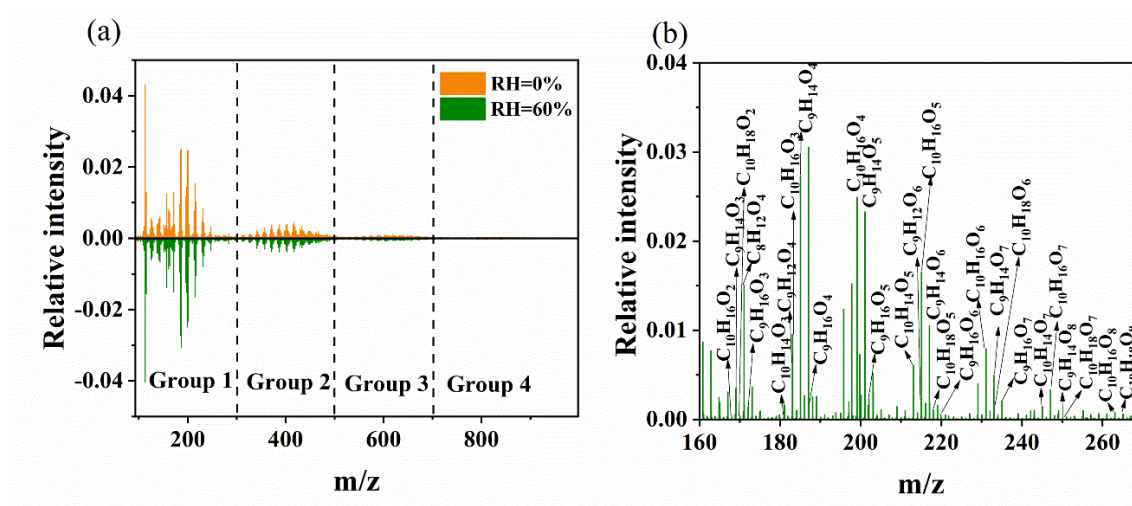 (a)
Relative intensity
0.04
0.02
0.00
-0.02
-0.04
RH=0%
RH=60%
Group 1
Group 2
Group 3
Group 4
200
400
600
800
m/z
(b)
Relative intensity
0.04
0.03
0.02
0.01
0.00
C₁₀H₁₆O₂
C₉H₁₄O₃
C₁₀H₁₈O₂
C₈H₁₂O₄
C₉H₁₆O₃
C₁₀H₁₄O₃
C₉H₁₂O₄
C₁₀H₁₆O₃
C₉H₁₄O₄
C₉H₁₆O₄
C₁₀H₁₆O₄
C₉H₁₄O₅
C₉H₁₆O₅
C₁₀H₁₄O₅
C₉H₁₂O₆
C₁₀H₁₆O₅
C₉H₁₄O₆
C₁₀H₁₈O₅
C₉H₁₆O₆
C₁₀H₁₆O₆
C₉H₁₄O₇
C₁₀H₁₈O₆
C₉H₁₆O₇
C₁₀H₁₄O₇
C₁₀H₁₆O₇
C₉H₁₄O₈
C₁₀H₁₈O₇
C₁₀H₁₆O₈
160
180
200
220
240
260
m/z